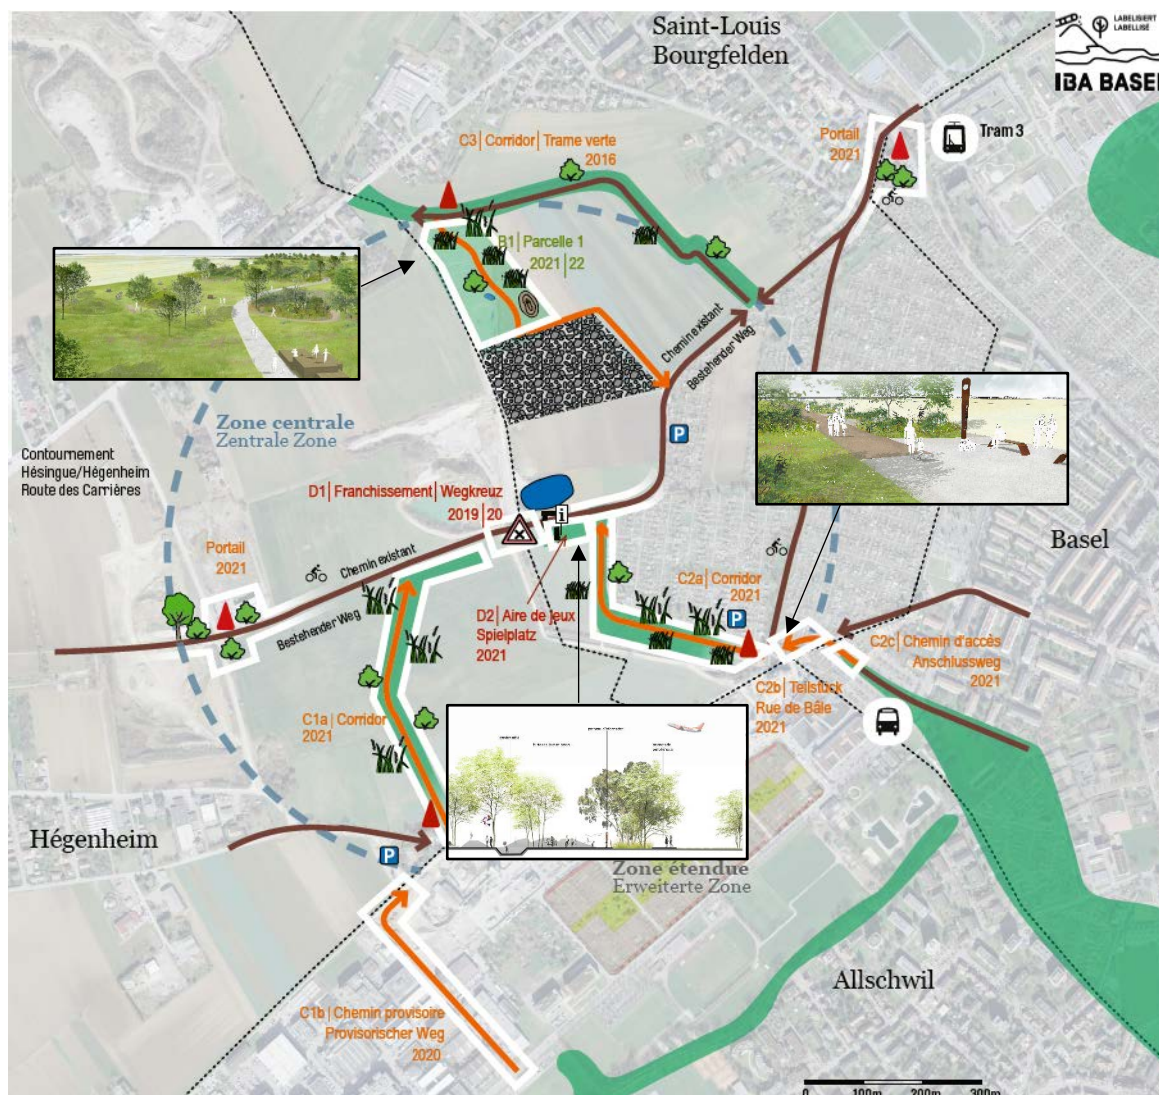 Saint-Louis
Bourgfelden
LABELISIERT
LABELLISÉ
IBA BASEL
Tram 3
Portail
2021
C3 | Corridor | Trame verte
2016
B1 | Parcelle 1
2021 | 22
Chemin existant
Bestehender Weg
Zone centrale
Zentrale Zone
Contournement
Hésingue/Hégenheim
Route des Carrières
P
D1 | Franchissement | Wegkreuz
2019 | 20
i
Basel
Portail
2021
Chemin existant
Bestehender Weg
D2 | Aire de jeux
Spielplatz
2021
C2a | Corridor
2021
P
C2c | Chemin d'accès
Anschlussweg
2021
C2b | Teilstück
Rue de Bâle
2021
C1a | Corridor
2021
Hégenheim
P
Zone étendue
Erweiterte Zone
Allschwil
C1b | Chemin provisoire
Provisorischer Weg
2020
0 100m 200m 300m